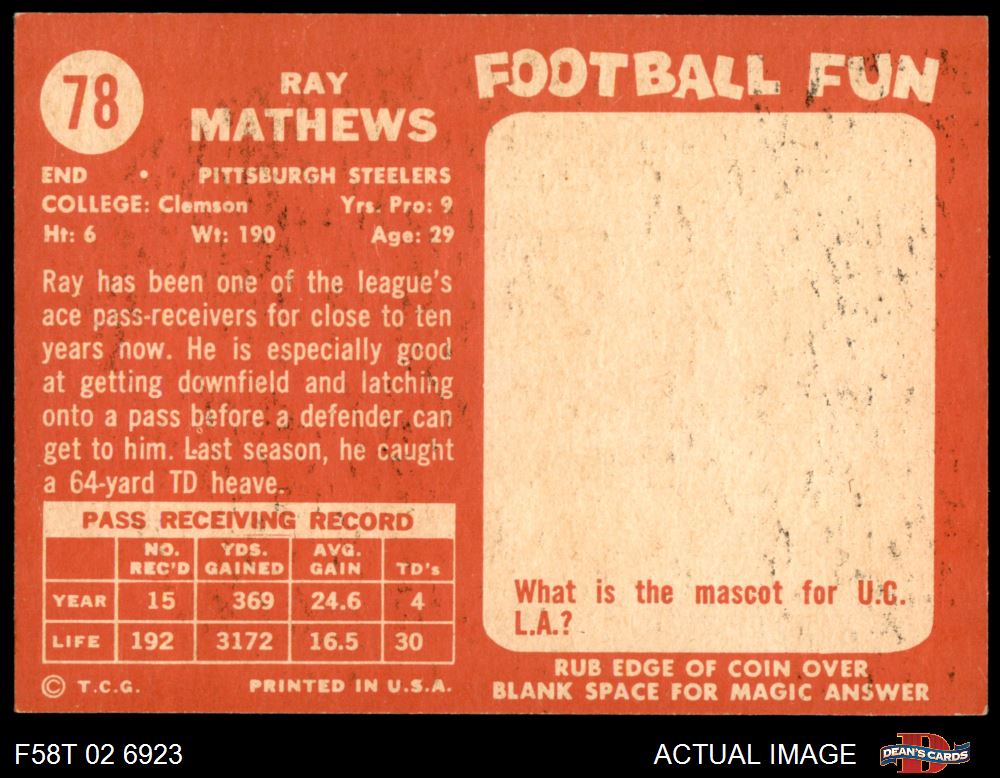 78
RAY
MATHEWS
END • PITTSBURGH STEELERS
COLLEGE: Clemson Yrs. Pro: 9
Ht: 6 Wt: 190 Age: 29
Ray has been one of the league's
ace pass-receivers for close to ten
years now. He is especially good
at getting downfield and latching
onto a pass before a defender can
get to him. Last season, he caught
a 64-yard TD heave.
PASS RECEIVING RECORD
NO. REC'D YDS. GAINED AVG. GAIN TD's
YEAR 15 369 24.6 4
LIFE 192 3172 16.5 30
© T.C.G. PRINTED IN U.S.A.
FOOTBALL FUN
What is the mascot for U.C.
L.A.?
RUB EDGE OF COIN OVER
BLANK SPACE FOR MAGIC ANSWER
F58T 02 6923
ACTUAL IMAGE
DEAN'S CARDS